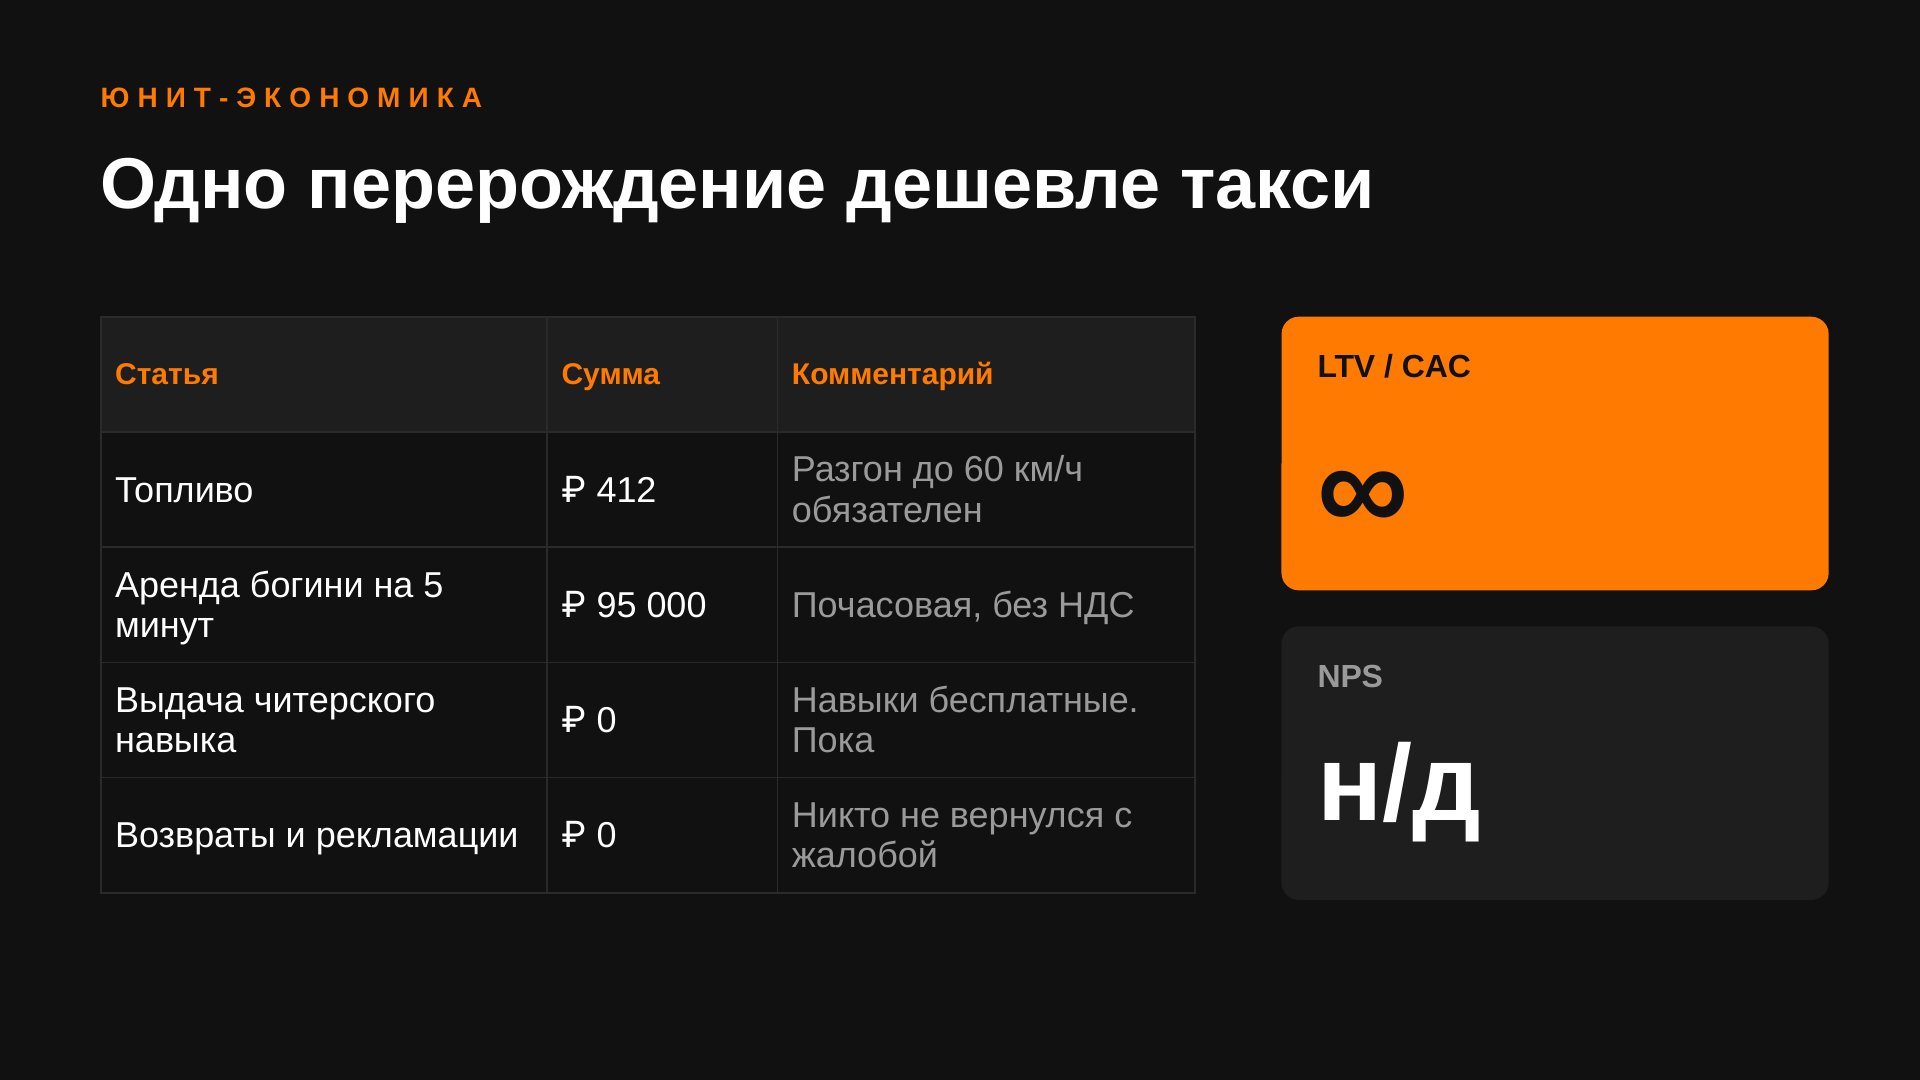 ЮНИТ-ЭКОНОМИКА
Одно перерождение дешевле такси
Статья
Сумма
Комментарий
Топливо
₽ 412
Разгон до 60 км/ч
обязателен
Аренда богини на 5
минут
₽ 95 000
Почасовая, без НДС
Выдача читерского
навыка
₽ 0
Навыки бесплатные.
Пока
Возвраты и рекламации
₽ 0
Никто не вернулся с
жалобой
LTV / CAC
∞
NPS
н/д